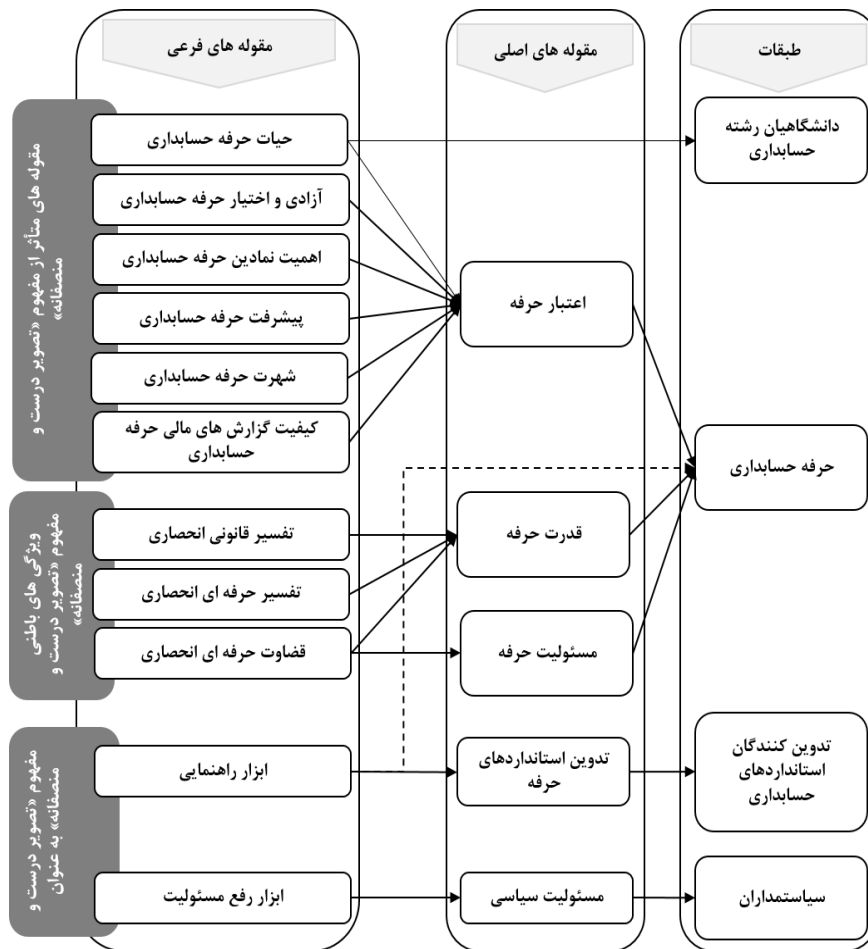 طبقات
مقوله های اصلی
مقوله های فرعی
دانشگاهیان رشته
حسابداری
حرفه حسابداری
تدوین کنندگان
استانداردهای
حسابداری
سیاستمداران
اعتبار حرفه
قدرت حرفه
مسئولیت حرفه
تدوین استانداردهای
حرفه
مسئولیت سیاسی
حیات حرفه حسابداری
آزادی و اختیار حرفه حسابداری
اهمیت نمادین حرفه حسابداری
پیشرفت حرفه حسابداری
شهرت حرفه حسابداری
کیفیت گزارش های مالی حرفه
حسابداری
تفسیر قانونی انحصاری
تفسیر حرفه ای انحصاری
قضاوت حرفه ای انحصاری
ابزار راهنمایی
ابزار رفع مسئولیت
مقوله های متأثر از مفهوم «تصویر درست و
منصفانه»
ویژگی های باطنی
مفهوم «تصویر درست و
منصفانه»
مفهوم «تصویر درست و
منصفانه» به عنوان